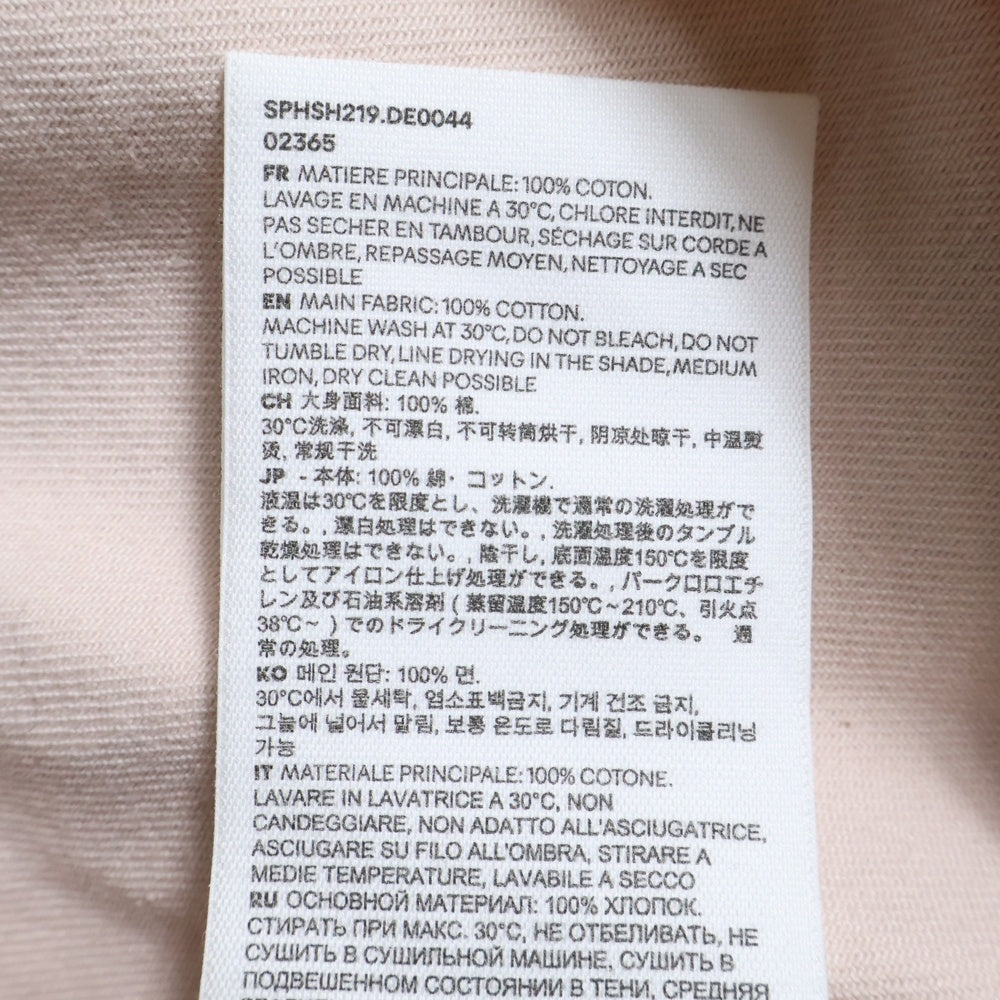 SPHSH219.DE0044
02365
FR MATIERE PRINCIPALE: 100% COTON.
LAVAGE EN MACHINE A 30°C, CHLORE INTERDIT, NE
PAS SECHER EN TAMBOUR, SÉCHAGE SUR CORDE A
L'OMBRE, REPASSAGE MOYEN, NETTOYAGE A SEC
POSSIBLE
EN MAIN FABRIC: 100% COTTON.
MACHINE WASH AT 30°C, DO NOT BLEACH, DO NOT
TUMBLE DRY, LINE DRYING IN THE SHADE, MEDIUM
IRON, DRY CLEAN POSSIBLE
CH 大身面料: 100% 棉.
30°C洗涤, 不可漂白, 不可转筒烘干, 阴凉处晾干, 中温熨
烫, 常规干洗
JP - 本体: 100% 綿・ コットン.
液温は30℃を限度とし、洗濯機で通常の洗濯処理がで
きる。, 漂白処理はできない。, 洗濯処理後のタンブル
乾燥処理はできない。, 陰干し, 底面温度150℃を限度
としてアイロン仕上げ処理ができる。, パークロロエチ
レン及び石油系溶剤 ( 蒸留温度150℃～210℃、引火点
38℃～ ) でのドライクリーニング処理ができる。 通
常の処理。
KO 메인 원단: 100% 면.
30°C에서 물세탁, 염소표백금지, 기계 건조 금지,
그늘에 널어서 말림, 보통 온도로 다림질, 드라이클리닝
가능
IT MATERIALE PRINCIPALE: 100% COTONE.
LAVARE IN LAVATRICE A 30°C, NON
CANDEGGIARE, NON ADATTO ALL'ASCIUGATRICE,
ASCIUGARE SU FILO ALL'OMBRA, STIRARE A
MEDIE TEMPERATURE, LAVABILE A SECCO
RU ОСНОВНОЙ МАТЕРИАЛ: 100% ХЛОПОК.
СТИРАТЬ ПРИ МАКС. 30°C, НЕ ОТБЕЛИВАТЬ, НЕ
СУШИТЬ В СУШИЛЬНОЙ МАШИНЕ, СУШИТЬ В
ПОДВЕШЕННОМ СОСТОЯНИИ В ТЕНИ, СРЕДНЯЯ